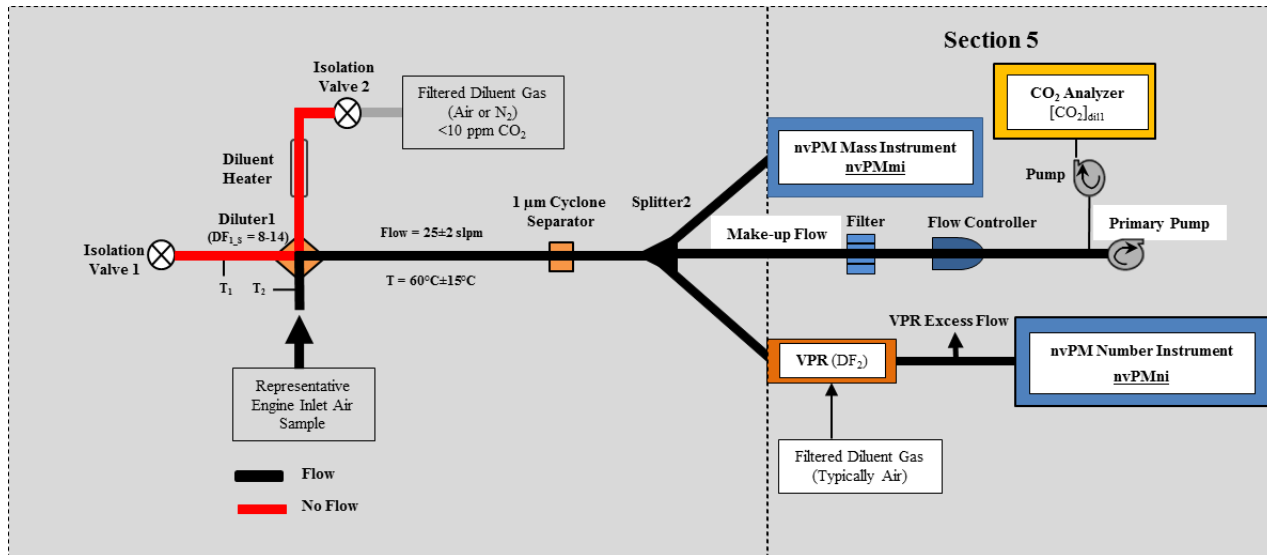 Section 5
Isolation
Valve 2
Filtered Diluent Gas
(Air or N2)
<10 ppm CO2
CO2 Analyzer
[CO2]dil1
Diluent
Heater
nvPM Mass Instrument
nvPMmi
Pump
Diluter1
(DF1_S = 8-14)
1 µm Cyclone
Separator
Splitter2
Isolation
Valve 1
Flow = 25±2 slpm
Make-up Flow
Filter
Flow Controller
Primary Pump
T1
T2
T = 60°C±15°C
VPR Excess Flow
VPR (DF2)
nvPM Number Instrument
nvPMni
Representative
Engine Inlet Air
Sample
Filtered Diluent Gas
(Typically Air)
Flow
No Flow